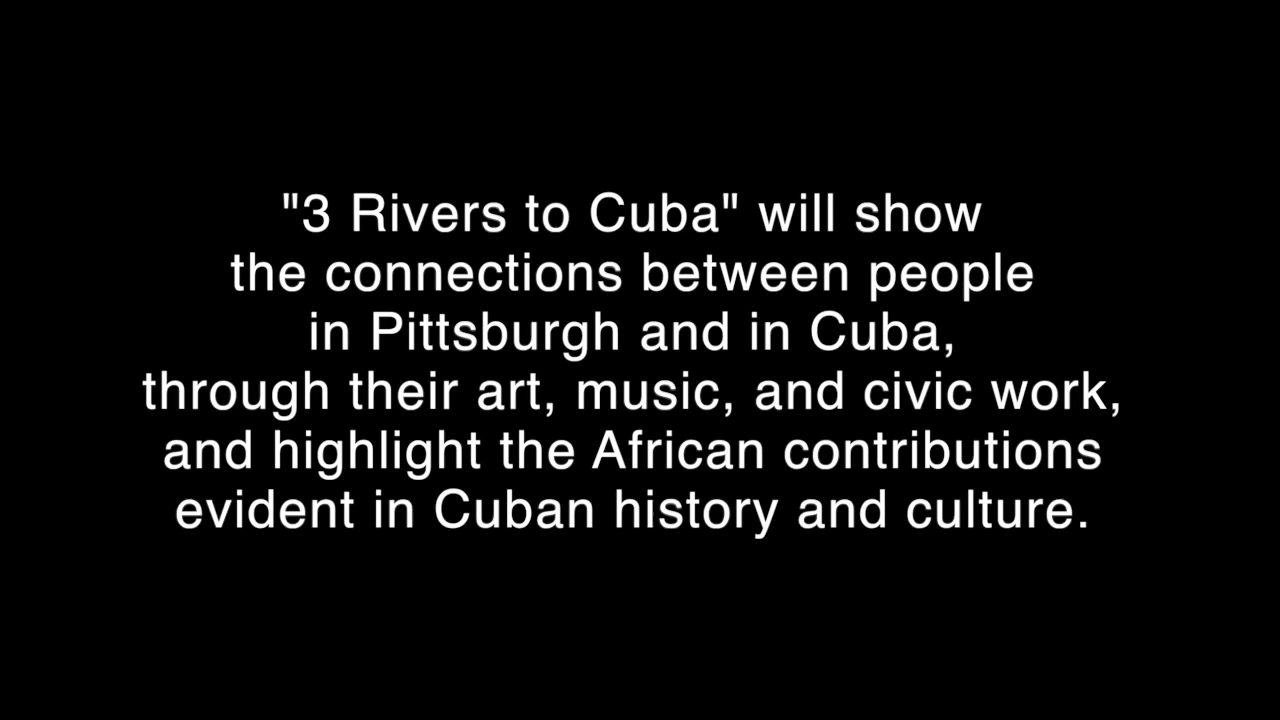 "3 Rivers to Cuba" will show
the connections between people
in Pittsburgh and in Cuba,
through their art, music, and civic work,
and highlight the African contributions
evident in Cuban history and culture.